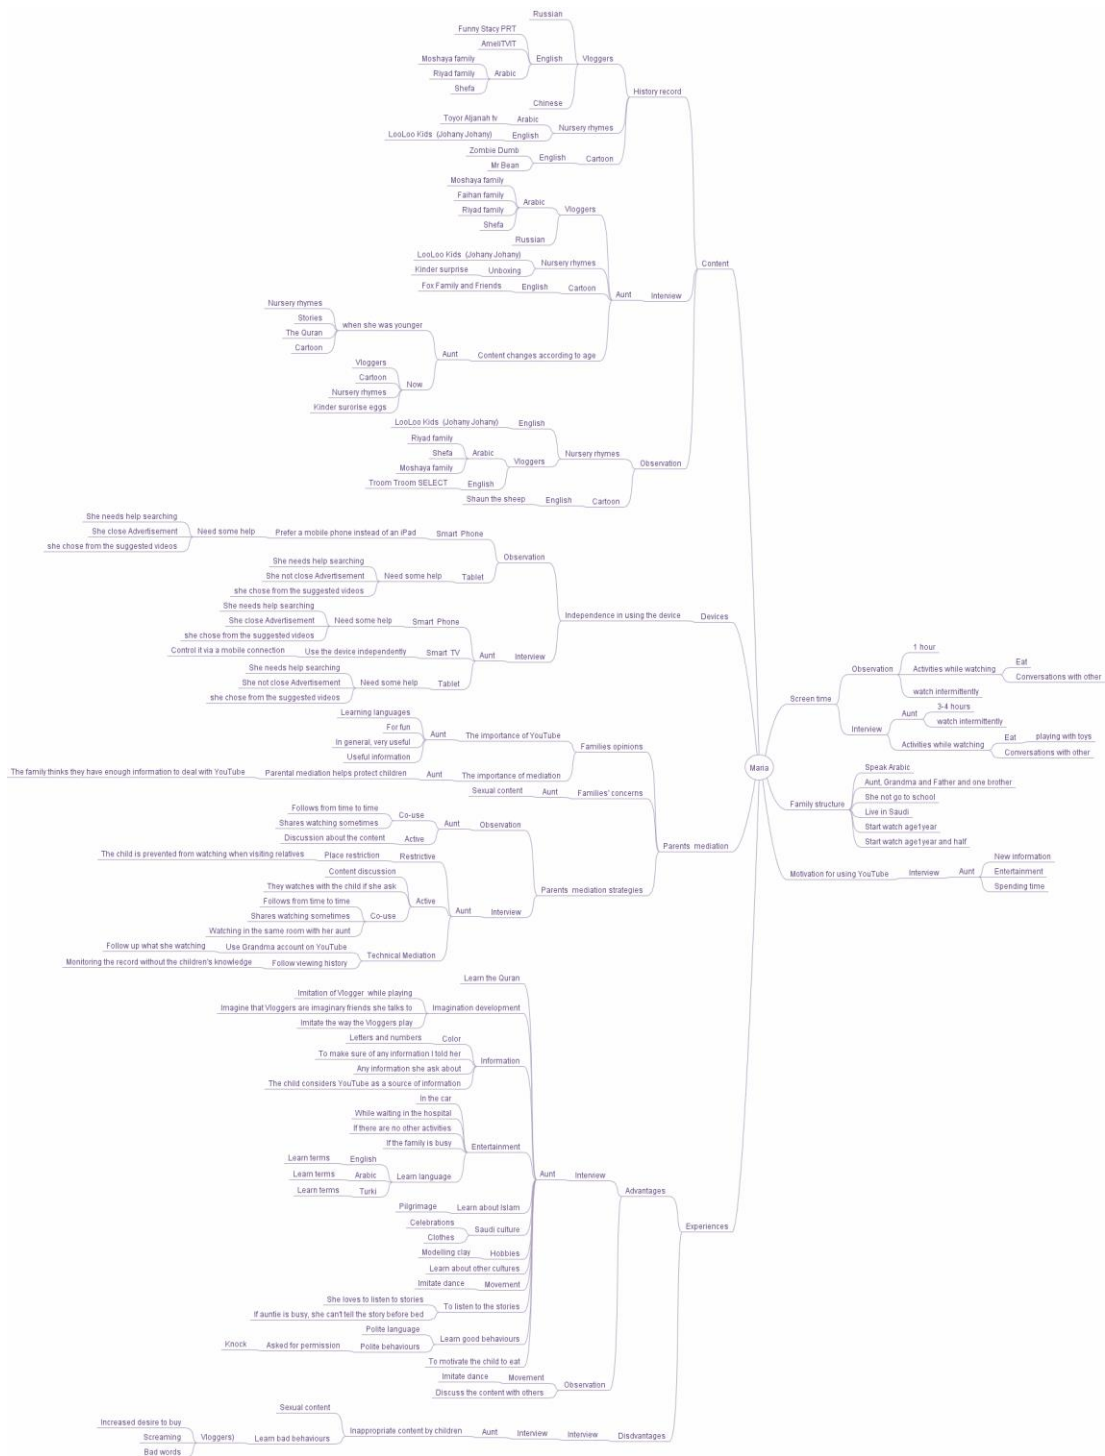 Russian
Funny Stacy PRT
AmeliTVIT
English
Vloggers
Moshaya family
Riyad family
Arabic
Shefa
Chinese
History record
Toyor Aljanah tv
Arabic
Nursery rhymes
LooLoo Kids (Johany Johany)
English
Zombie Dumb
English
Cartoon
Mr Bean
Moshaya family
Faihan family
Arabic
Vloggers
Riyad family
Shefa
Russian
LooLoo Kids (Johany Johany)
Nursery rhymes
Kinder surprise
Unboxing
Content
Fox Family and Friends
English
Cartoon
Aunt
Interview
Nursery rhymes
Stories
when she was younger
The Quran
Cartoon
Aunt
Content changes according to age
Vloggers
Cartoon
Now
Nursery rhymes
Kinder surorise eggs
LooLoo Kids (Johany Johany)
English
Riyad family
Shefa
Arabic
Nursery rhymes
Vloggers
Observation
Moshaya family
Troom Troom SELECT
English
Shaun the sheep
English
Cartoon
She needs help searching
She close Advertisement
Need some help
Prefer a mobile phone instead of an iPad
Smart Phone
she chose from the suggested videos
Observation
She needs help searching
She not close Advertisement
Need some help
Tablet
she chose from the suggested videos
She needs help searching
She close Advertisement
Need some help
Smart Phone
Independence in using the device
Devices
she chose from the suggested videos
Control it via a mobile connection
Use the device independently
Smart TV
Aunt
Interview
She needs help searching
She not close Advertisement
Need some help
Tablet
she chose from the suggested videos
Learning languages
For fun
Aunt
The importance of YouTube
In general, very useful
Useful information
Families opinions
The family thinks they have enough information to deal with YouTube
Parental mediation helps protect children
Aunt
The importance of mediation
Sexual content
Aunt
Families' concerns
Follows from time to time
Co-use
Shares watching sometimes
Aunt
Observation
Discussion about the content
Active
Parents mediation
The child is prevented from watching when visiting relatives
Place restriction
Restrictive
Content discussion
They watches with the child if she ask
Parents mediation strategies
Follows from time to time
Active
Shares watching sometimes
Co-use
Aunt
Interview
Watching in the same room with her aunt
Follow up what she watching
Use Grandma account on YouTube
Technical Mediation
Monitoring the record without the children's knowledge
Follow viewing history
Learn the Quran
Imitation of Vlogger while playing
Imagine that Vloggers are imaginary friends she talks to
Imagination development
Imitate the way the Vloggers play
Letters and numbers
Color
To make sure of any information I told her
Information
Any information she ask about
The child considers YouTube as a source of information
In the car
While waiting in the hospital
If there are no other activities
If the family is busy
Entertainment
Learn terms
English
Learn terms
Arabic
Learn language
Learn terms
Turki
Aunt
Interview
Advantages
Pilgrimage
Learn about Islam
Celebrations
Saudi culture
Clothes
Modelling clay
Hobbies
Learn about other cultures
Experiences
Imitate dance
Movement
She loves to listen to stories
To listen to the stories
If auntie is busy, she can't tell the story before bed
Polite language
Learn good behaviours
Knock
Asked for permission
Polite behaviours
To motivate the child to eat
Imitate dance
Movement
Observation
Discuss the content with others
Sexual content
Increased desire to buy
Inappropriate content by children
Aunt
Interview
Interview
Disdvantages
Screaming
Vloggers)
Learn bad behaviours
Bad words
Maria
1 hour
Observation
Activities while watching
Eat
Conversations with other
watch intermittently
Screen time
3-4 hours
Aunt
watch intermittently
Interview
Activities while watching
Eat
playing with toys
Conversations with other
Speak Arabic
Aunt, Grandma and Father and one brother
She not go to school
Family structure
Live in Saudi
Start watch age1year
Start watch age1year and half
New information
Motivation for using YouTube
Interview
Aunt
Entertainment
Spending time